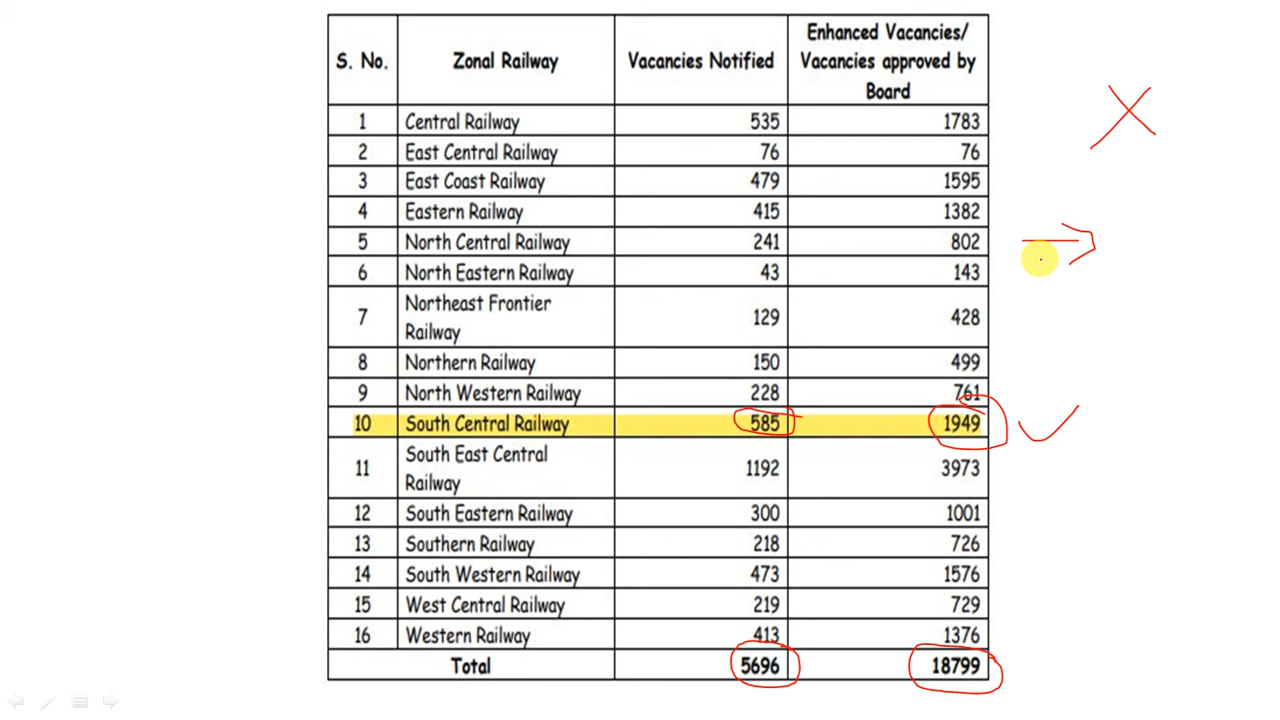 S. No. Zonal Railway Vacancies Notified Enhanced Vacancies/
Vacancies approved by
Board
1 Central Railway 535 1783
2 East Central Railway 76 76
3 East Coast Railway 479 1595
4 Eastern Railway 415 1382
5 North Central Railway 241 802
6 North Eastern Railway 43 143
7 Northeast Frontier
Railway 129 428
8 Northern Railway 150 499
9 North Western Railway 228 761
10 South Central Railway 585 1949
11 South East Central
Railway 1192 3973
12 South Eastern Railway 300 1001
13 Southern Railway 218 726
14 South Western Railway 473 1576
15 West Central Railway 219 729
16 Western Railway 413 1376
Total 5696 18799